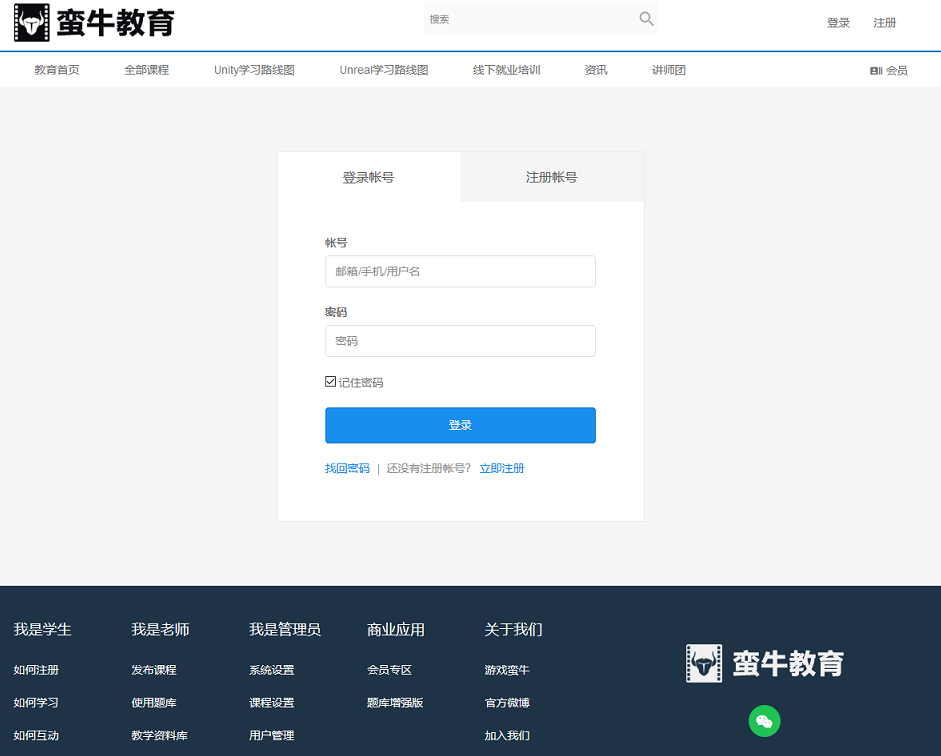 蛮牛教育
搜索
登录 注册
教育首页 全部课程 Unity学习路线图 Unreal学习路线图 线下就业培训 资讯 讲师团 会员
登录帐号 注册帐号
帐号
邮箱/手机/用户名
密码
密码
记住密码
登录
找回密码 | 还没有注册帐号? 立即注册
我是学生 我是老师 我是管理员 商业应用 关于我们
如何注册 发布课程 系统设置 会员专区 游戏蛮牛
如何学习 使用题库 课程设置 题库增强版 官方微博
如何互动 教学资料库 用户管理 加入我们
蛮牛教育